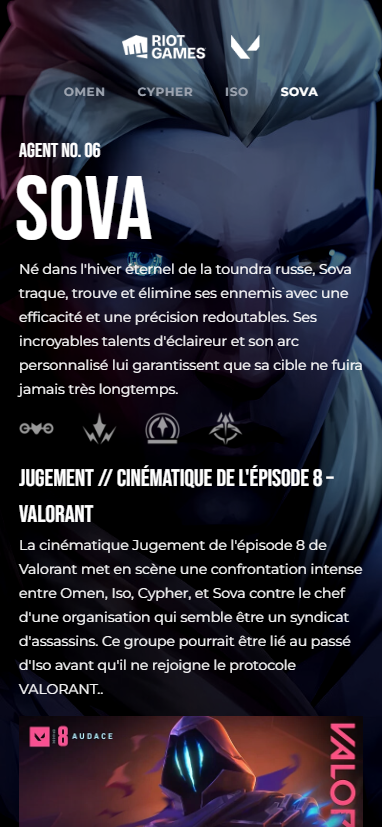 RIOT
GAMES
OMEN CYPHER ISO SOVA
AGENT NO. 06
SOVA
Né dans l'hiver éternel de la toundra russe, Sova
traque, trouve et élimine ses ennemis avec une
efficacité et une précision redoutables. Ses
incroyables talents d'éclaireur et son arc
personnalisé lui garantissent que sa cible ne fuira
jamais très longtemps.
JUGEMENT // CINÉMATIQUE DE L'ÉPISODE 8 –
VALORANT
La cinématique Jugement de l'épisode 8 de
Valorant met en scène une confrontation intense
entre Omen, Iso, Cypher, et Sova contre le chef
d'une organisation qui semble être un syndicat
d'assassins. Ce groupe pourrait être lié au passé
d'Iso avant qu'il ne rejoigne le protocole
VALORANT..
8 AUDACE
VALOR